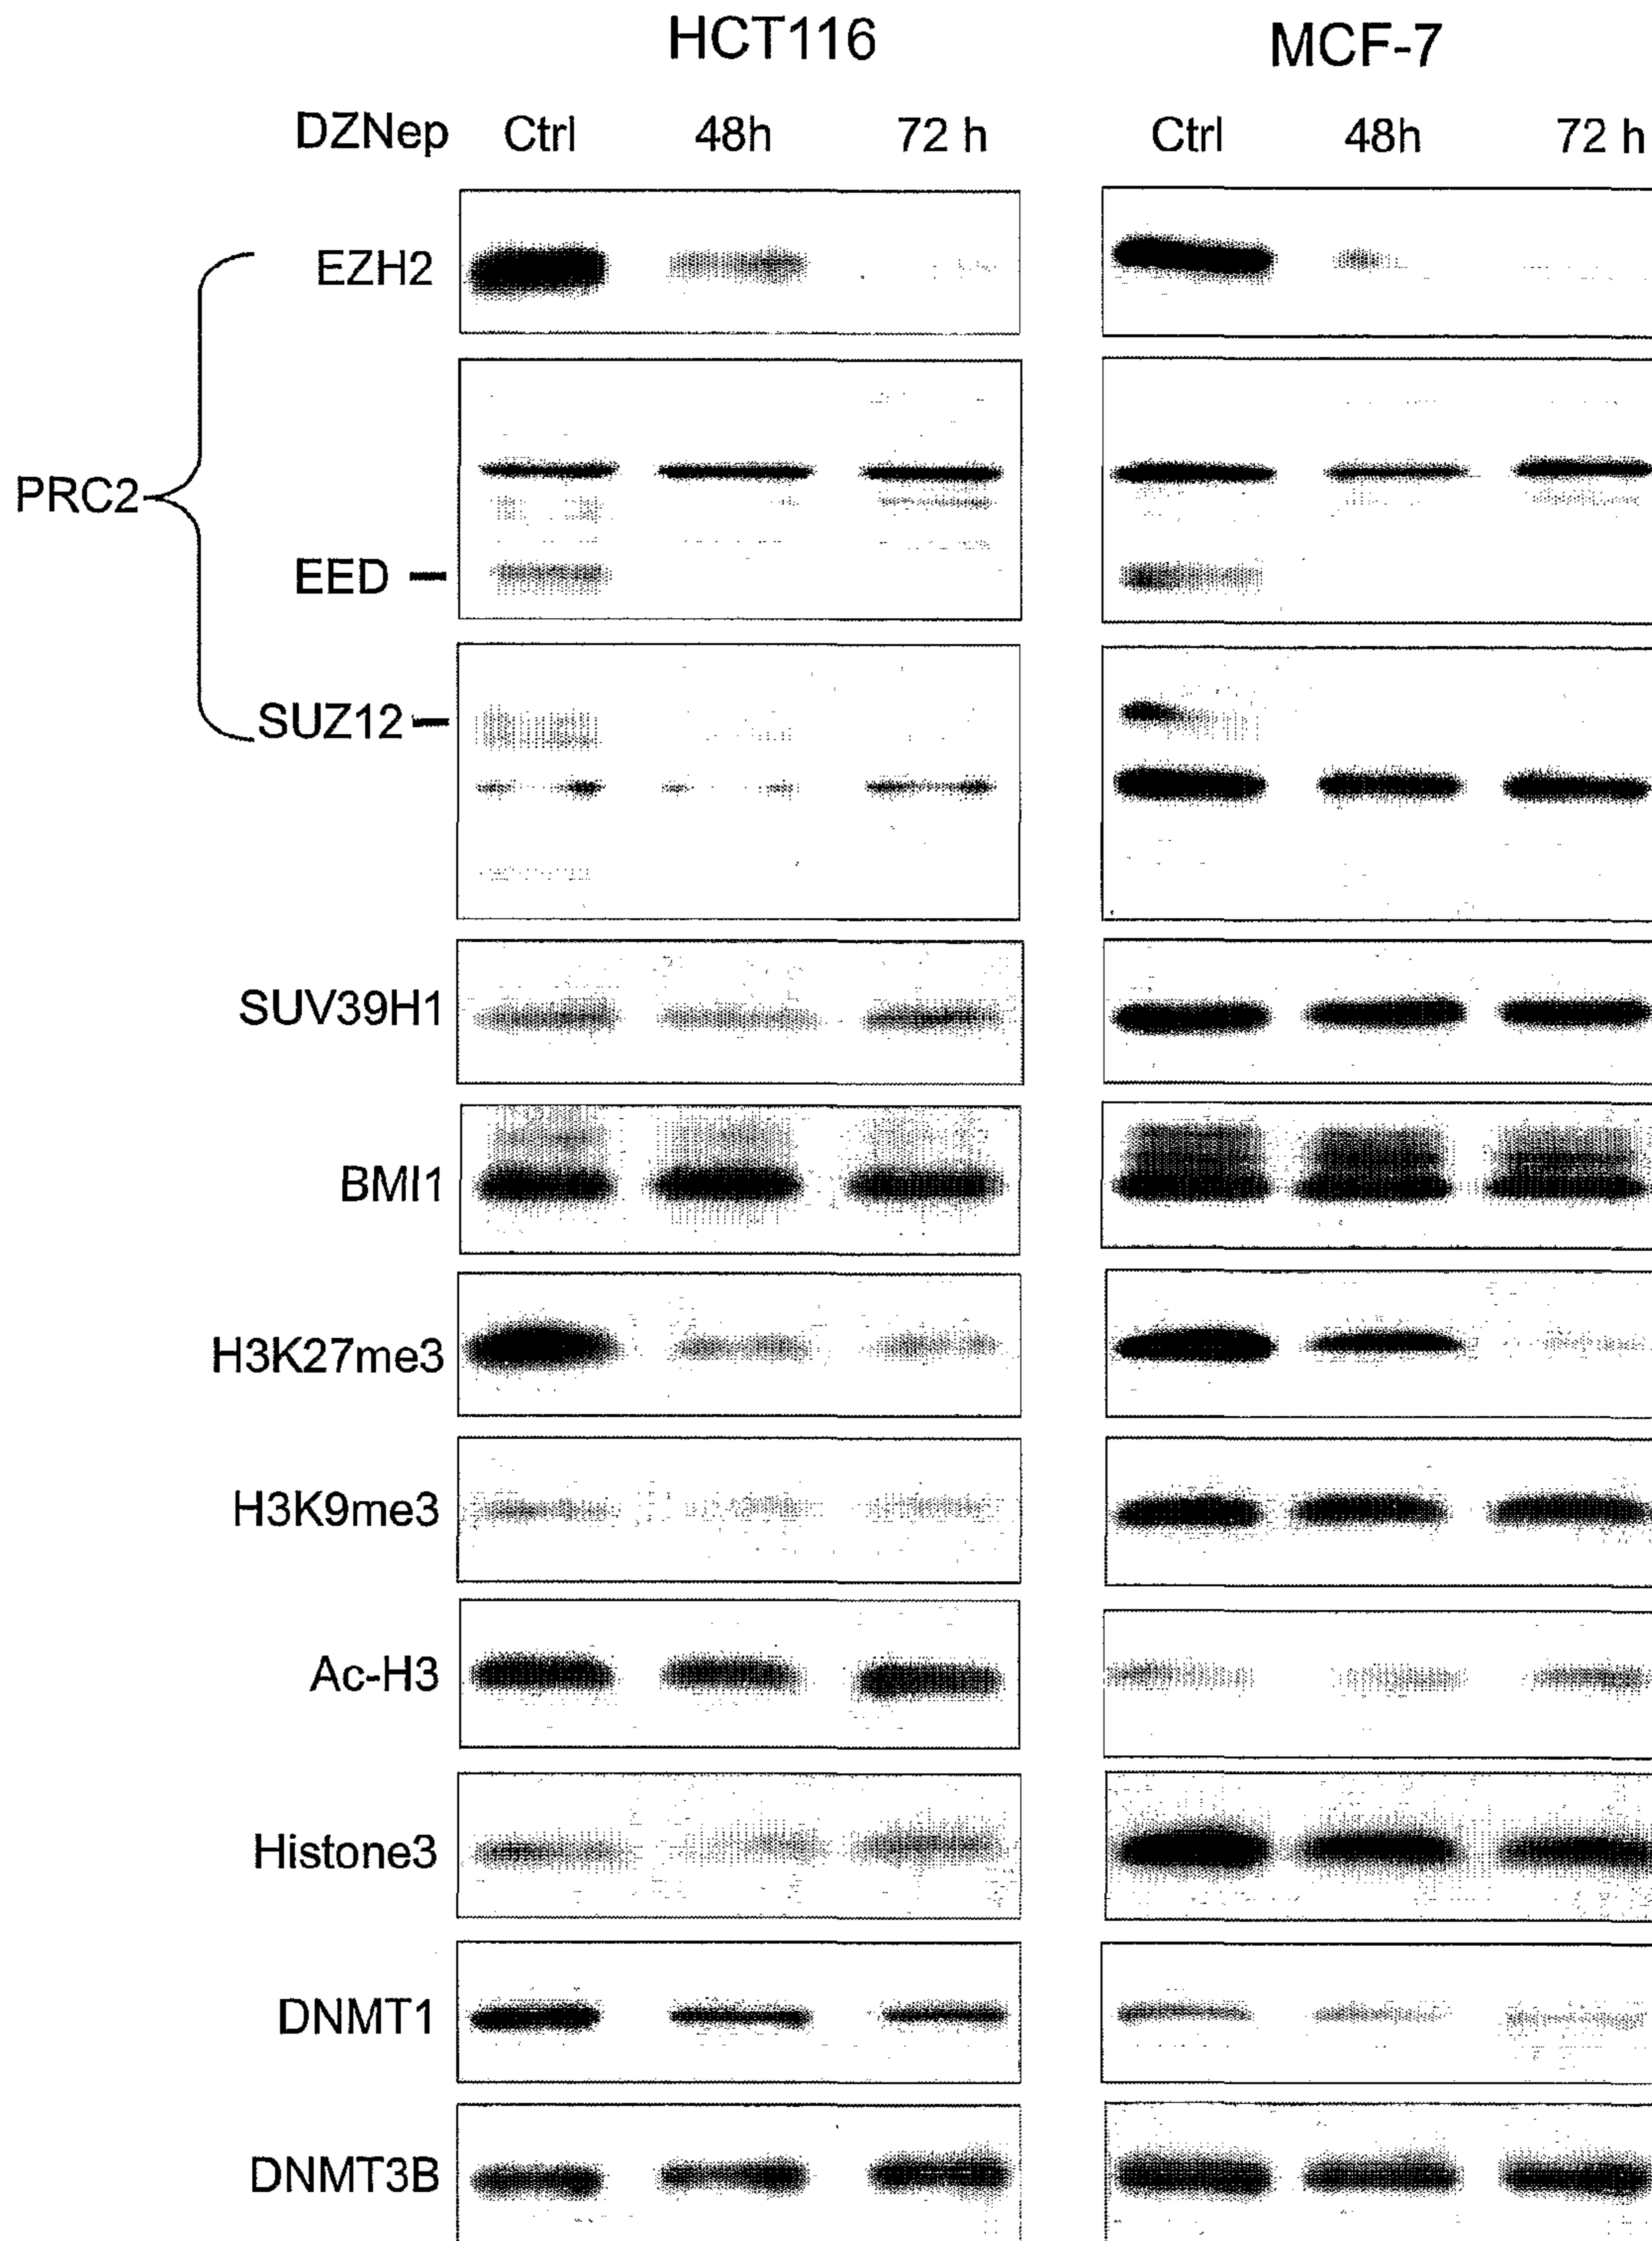 HCT116 MCF-7
DZNep Ctrl 48h 72 h Ctrl 48h 72 h
EZH2
PRC2
EED
SUZ12
SUV39H1
BMI1
H3K27me3
H3K9me3
Ac-H3
Histone3
DNMT1
DNMT3B